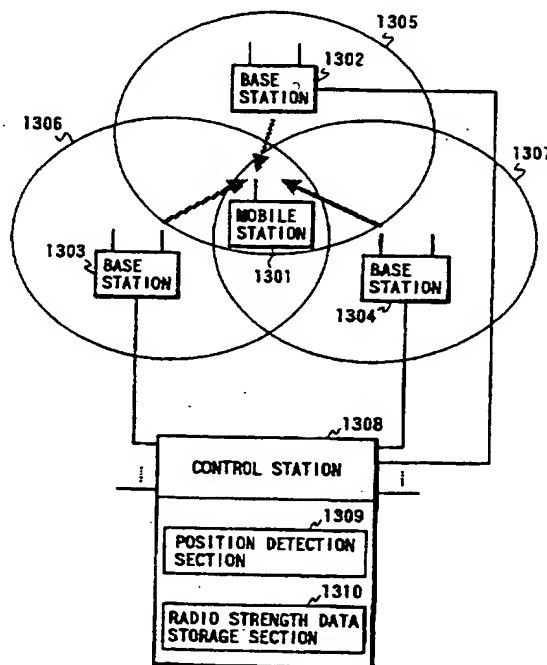 1305
1302
BASE
STATION
1306
1307
MOBILE
STATION
1301
1303
BASE
STATION
BASE
STATION
1304
1308
CONTROL STATION
1309
POSITION DETECTION
SECTION
1310
RADIO STRENGTH DATA
STORAGE SECTION